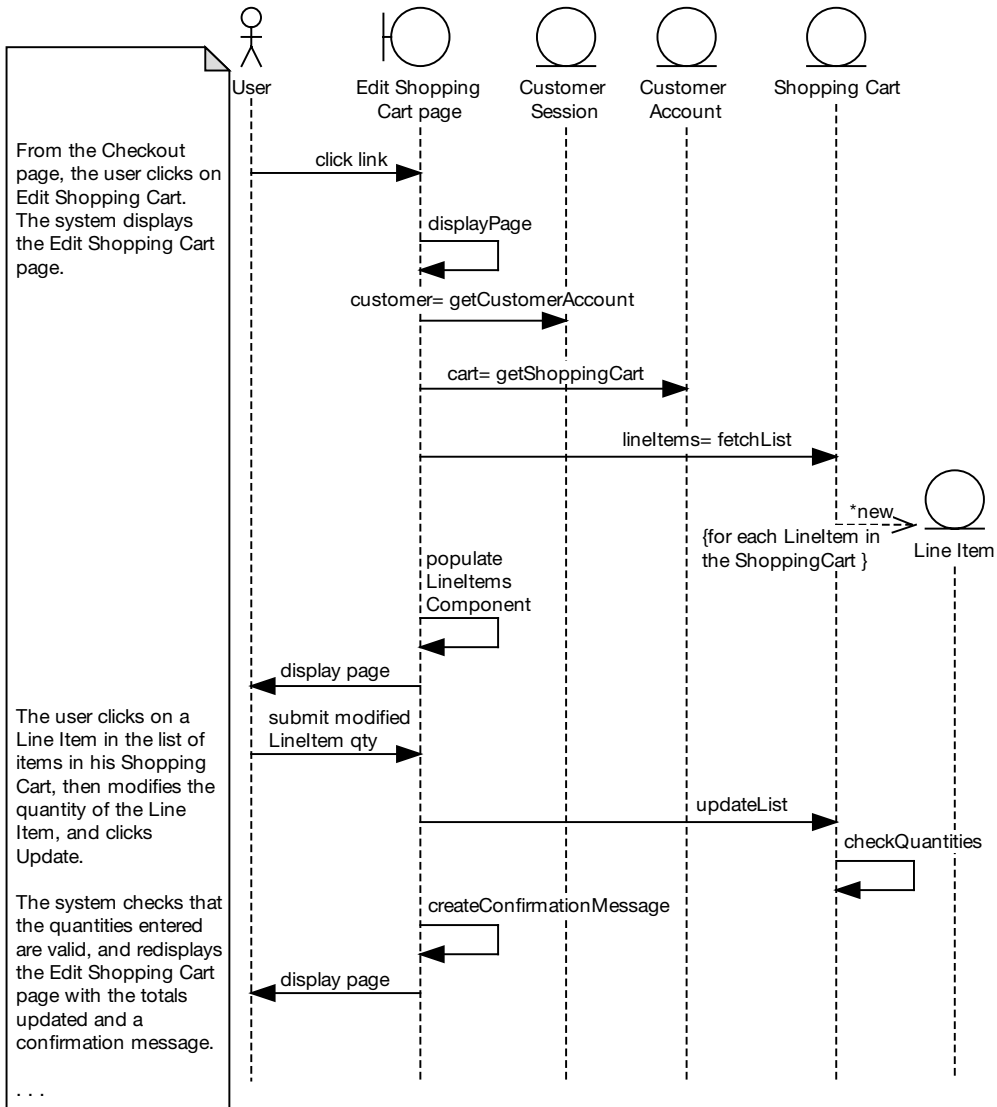 User
Edit Shopping
Cart page
Customer
Session
Customer
Account
Shopping Cart
From the Checkout
page, the user clicks on
Edit Shopping Cart.
The system displays
the Edit Shopping Cart
page.
click link
displayPage
customer= getCustomerAccount
cart= getShoppingCart
lineItems= fetchList
*new
{for each LineItem in
the ShoppingCart }
Line Item
populate
LineItems
Component
display page
The user clicks on a
Line Item in the list of
items in his Shopping
Cart, then modifies the
quantity of the Line
Item, and clicks
Update.
submit modified
LineItem qty
updateList
checkQuantities
The system checks that
the quantities entered
are valid, and redisplays
the Edit Shopping Cart
page with the totals
updated and a
confirmation message.
createConfirmationMessage
display page
. . .